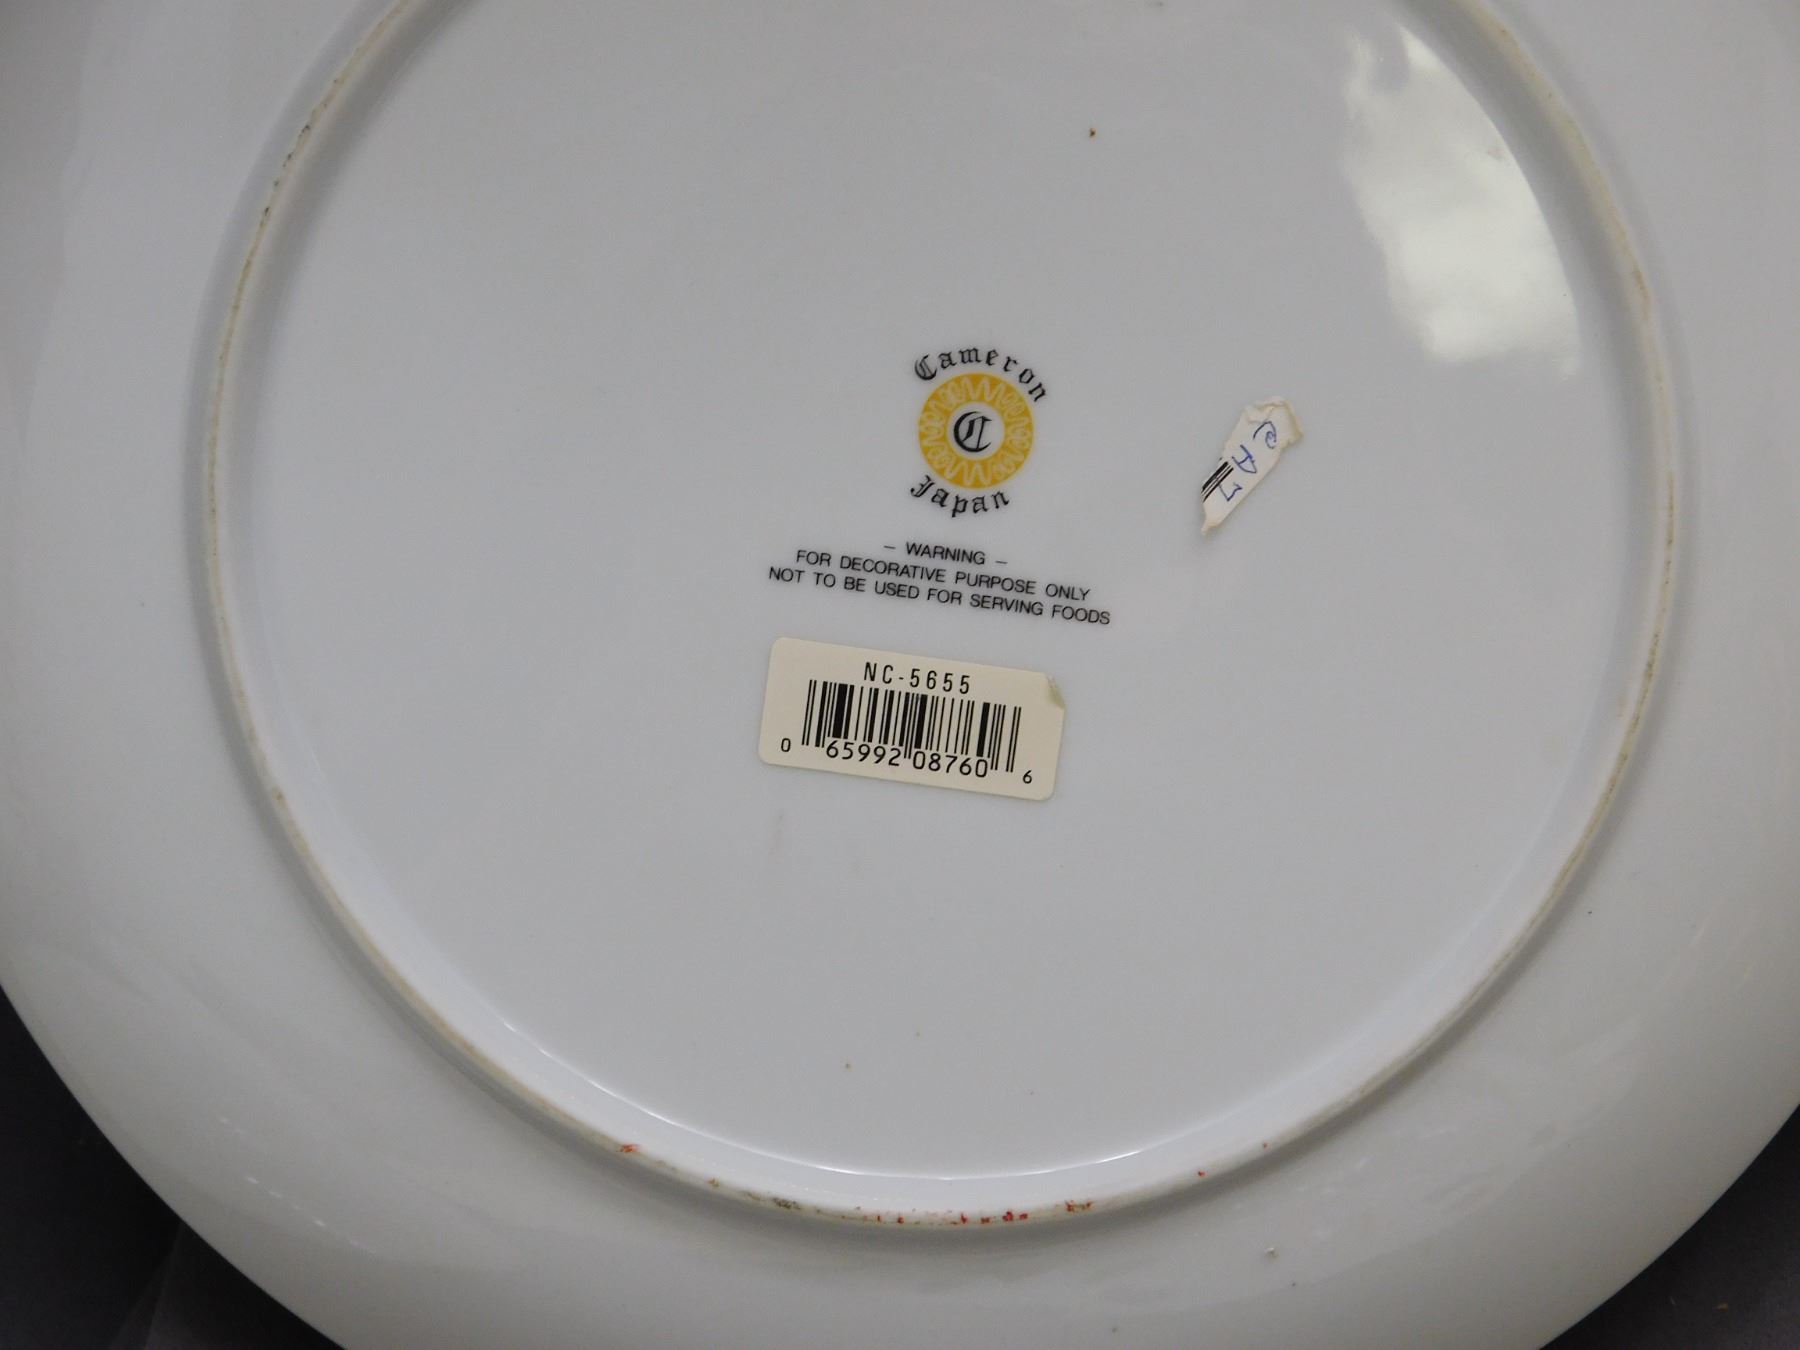 Cameron
C
Japan
– WARNING –
FOR DECORATIVE PURPOSE ONLY
NOT TO BE USED FOR SERVING FOODS
NC-5655
0 65992 08760 6